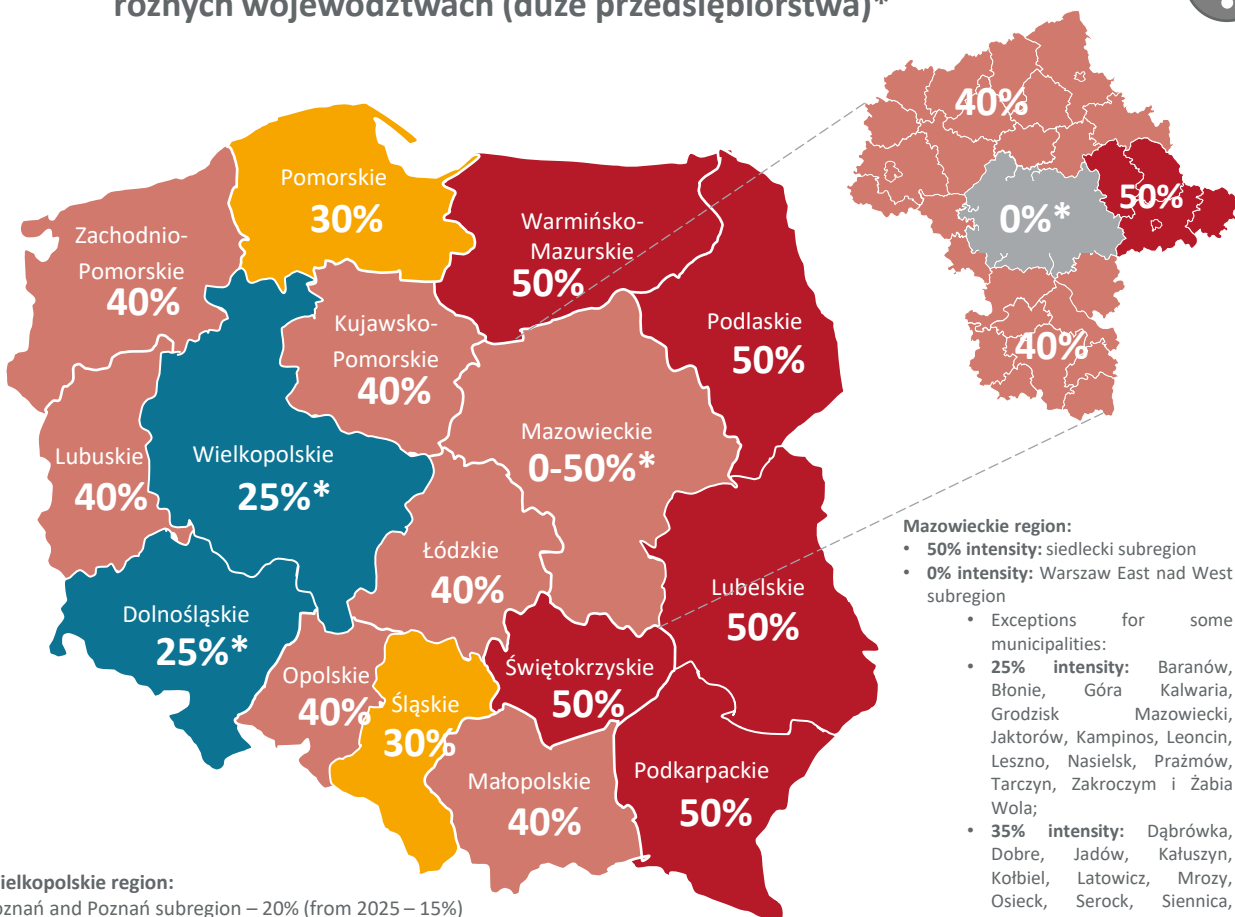 różnych województwach (duże przedsiębiorstwa)*
Pomorskie
30%
Zachodnio-
Pomorskie
40%
Warmińsko-
Mazurskie
50%
Kujawsko-
Pomorskie
40%
Podlaskie
50%
Lubuskie
40%
Wielkopolskie
25%*
Mazowieckie
0-50%*
Łódzkie
40%
Dolnośląskie
25%*
Lubelskie
50%
Opolskie
40%
Śląskie
30%
Świętokrzyskie
50%
Małopolskie
40%
Podkarpackie
50%
40%
50%
0%*
40%
Mazowieckie region:
• 50% intensity: siedlecki subregion
• 0% intensity: Warszaw East nad West
subregion
• Exceptions for some
municipalities:
• 25% intensity: Baranów,
Błonie, Góra Kalwaria,
Grodzisk Mazowiecki,
Jaktorów, Kampinos, Leoncin,
Leszno, Nasielsk, Prażmów,
Tarczyn, Zakroczym i Żabia
Wola;
• 35% intensity: Dąbrówka,
Dobre, Jadów, Kałuszyn,
Kołbiel, Latowicz, Mrozy,
Osieck, Serock, Siennica,
ielkopolskie region:
oznań and Poznań subregion – 20% (from 2025 – 15%)